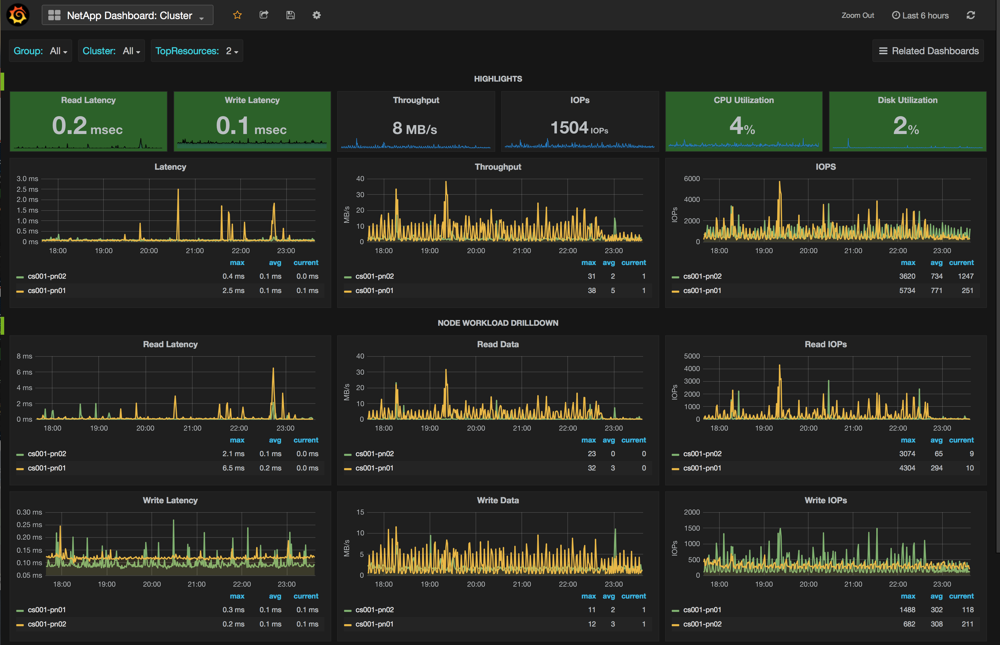 NetApp Dashboard: Cluster
Zoom Out
Last 6 hours
Group: All
Cluster: All
TopResources: 2
Related Dashboards
HIGHLIGHTS
Read Latency
0.2 msec
Write Latency
0.1 msec
Throughput
8 MB/s
IOPs
1504 IOPs
CPU Utilization
4%
Disk Utilization
2%
Latency
3.0 ms
2.5 ms
2.0 ms
1.5 ms
1.0 ms
0.5 ms
0 ms
18:00 19:00 20:00 21:00 22:00 23:00
max avg current
cs001-pn02 0.4 ms 0.1 ms 0.0 ms
cs001-pn01 2.5 ms 0.1 ms 0.1 ms
Throughput
MB/s
40
30
20
10
0
18:00 19:00 20:00 21:00 22:00 23:00
max avg current
cs001-pn02 31 2 1
cs001-pn01 38 5 1
IOPS
IOPs
6000
4000
2000
0
18:00 19:00 20:00 21:00 22:00 23:00
max avg current
cs001-pn02 3620 734 1247
cs001-pn01 5734 771 251
NODE WORKLOAD DRILLDOWN
Read Latency
8 ms
6 ms
4 ms
2 ms
0 ms
18:00 19:00 20:00 21:00 22:00 23:00
max avg current
cs001-pn02 2.1 ms 0.1 ms 0.0 ms
cs001-pn01 6.5 ms 0.2 ms 0.0 ms
Read Data
MB/s
40
30
20
10
0
18:00 19:00 20:00 21:00 22:00 23:00
max avg current
cs001-pn02 23 0 0
cs001-pn01 32 3 0
Read IOPs
IOPs
5000
4000
3000
2000
1000
0
18:00 19:00 20:00 21:00 22:00 23:00
max avg current
cs001-pn02 3074 65 9
cs001-pn01 4304 294 10
Write Latency
0.30 ms
0.25 ms
0.20 ms
0.15 ms
0.10 ms
0.05 ms
18:00 19:00 20:00 21:00 22:00 23:00
max avg current
cs001-pn01 0.3 ms 0.1 ms 0.1 ms
cs001-pn02 0.2 ms 0.1 ms 0.1 ms
Write Data
MB/s
15
10
5
0
18:00 19:00 20:00 21:00 22:00 23:00
max avg current
cs001-pn02 11 2 1
cs001-pn01 12 3 1
Write IOPs
IOPs
2000
1500
1000
500
0
18:00 19:00 20:00 21:00 22:00 23:00
max avg current
cs001-pn01 1488 302 118
cs001-pn02 682 308 211